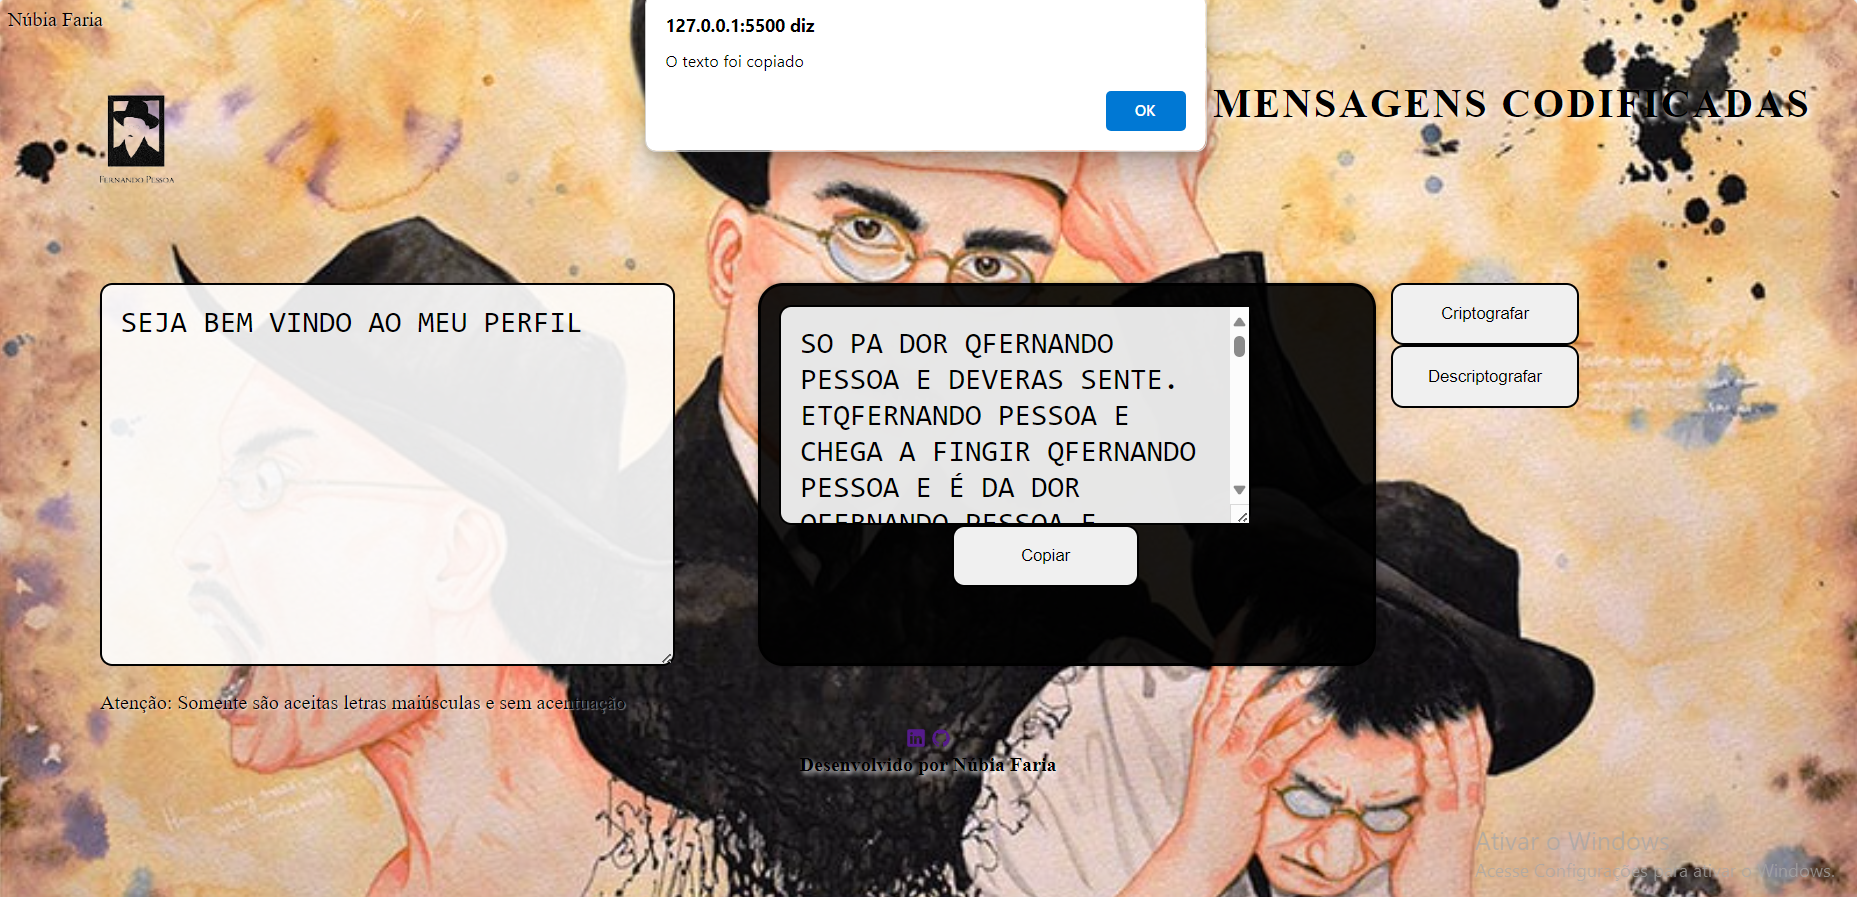 Núbia Faria
127.0.0.1:5500 diz
O texto foi copiado
OK
MENSAGENS CODIFICADAS
FERNANDO PESSOA
SEJA BEM VINDO AO MEU PERFIL
SO PA DOR QFERNANDO
PESSOA E DEVERAS SENTE.
ETQFERNANDO PESSOA E
CHEGA A FINGIR QFERNANDO
PESSOA E É DA DOR
QFERNANDO PESSOA E
Copiar
Criptografar
Descriptografar
Atenção: Somente são aceitas letras maiúsculas e sem acentuação
Desenvolvido por Núbia Faria
Ativar o Windows
Acesse Configurações para ativar o Windows.